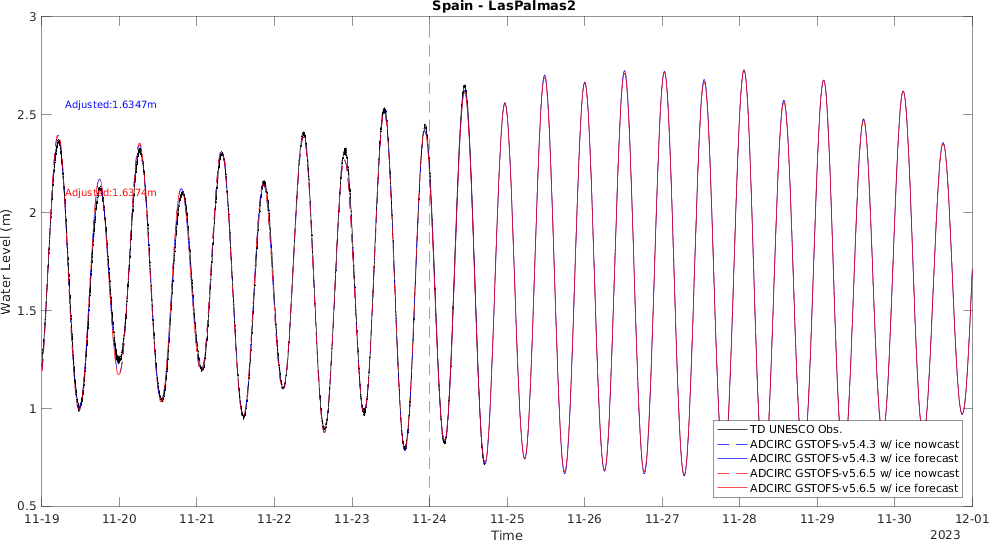 Spain - LasPalmas2
3
2.5
2
1.5
1
0.5
Water Level (m)
Adjusted:1.6347m
Adjusted:1.6374m
TD UNESCO Obs.
ADCIRC GSTOFS-v5.4.3 w/ ice nowcast
ADCIRC GSTOFS-v5.4.3 w/ ice forecast
ADCIRC GSTOFS-v5.6.5 w/ ice nowcast
ADCIRC GSTOFS-v5.6.5 w/ ice forecast
11-19 11-20 11-21 11-22 11-23 11-24 11-25 11-26 11-27 11-28 11-29 11-30 12-01
Time
2023